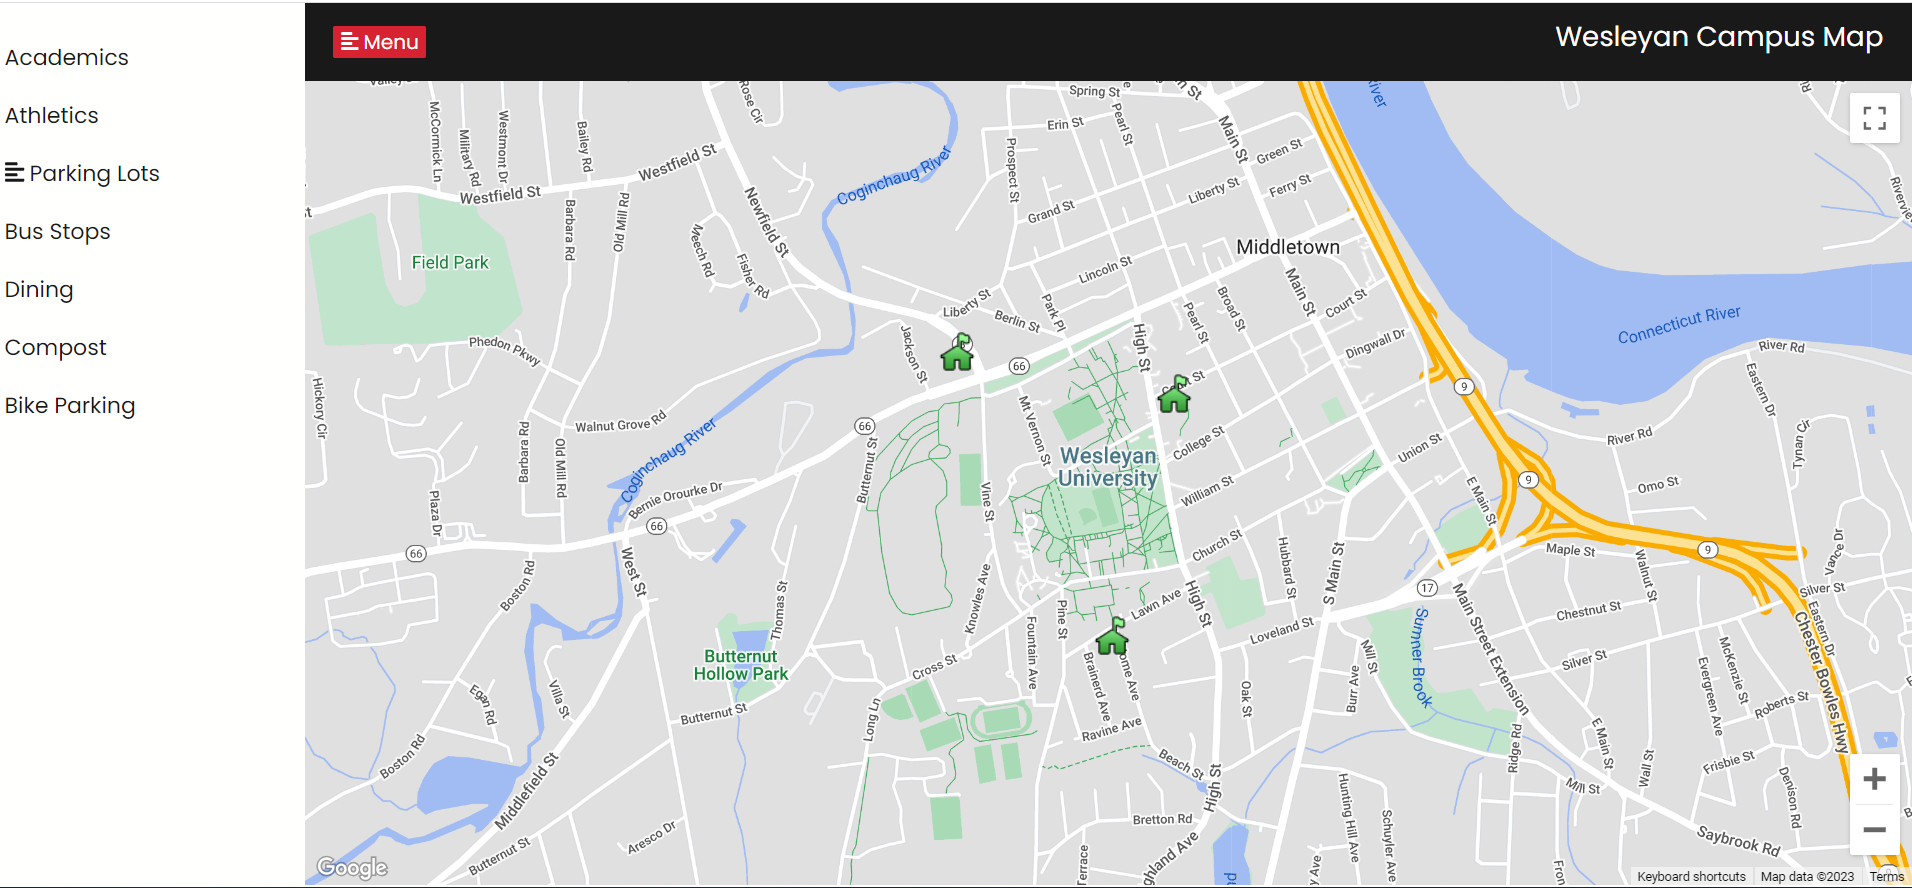 Academics
Athletics
Parking Lots
Bus Stops
Dining
Compost
Bike Parking
Menu
Wesleyan Campus Map
Spring St
Rose Cir
McCormick Ln
Military Rd
Westmont Dr
Bailey Rd
Westfield St
Westfield St
Erin St
Pearl St
Main St
Green St
Prospect St
Coginchaug River
Liberty St
Ferry St
Grand St
Newfield St
Barbara Rd
Old Mill Rd
Meech Rd
Fisher Rd
Field Park
Middletown
Lincoln St
Main St
Court St
Liberty St
Berlin St
Park Pl
Pearl St
Broad St
High St
Dingwall Dr
Connecticut River
River Rd
Phedon Pkwy
Jackson St
66
9
Eastern Dr
Hickory Cir
Walnut Grove Rd
66
Mt Vernon St
Tynan Cir
River Rd
Barbara Rd
Old Mill Rd
Coginchaug River
Butternut St
Wesleyan
University
College St
Union St
Plaza Dr
Bernie Orourke Dr
Vine St
William St
E Main St
9
Omo St
66
66
West St
Church St
Hubbard St
S Main St
Maple St
9
Walnut St
Vance Dr
Boston Rd
Thomas St
Knowles Ave
Pine St
Lawn Ave
High St
17
Silver St
Chestnut St
Eastern Dr
Fountain Ave
Loveland St
Summer Brook
Main Street Extension
Chester Bowles Hwy
Butternut
Hollow Park
Cross St
Brainerd Ave
Mill St
Silver St
McKenzie St
Evergreen Ave
Roberts St
Egan Rd
Villa St
Butternut St
Long Ln
Oak St
Burr Ave
Ravine Ave
Boston Rd
Beach St
Ridge Rd
E Main St
Wall St
Frisbie St
Middlefield St
High St
Hunting Hill Ave
Schuyler Ave
Mill St
Denison Rd
Butternut St
Aresco Dr
Bretton Rd
Saybrook Rd
Terrace
Google
Keyboard shortcuts
Map data ©2023
Terms